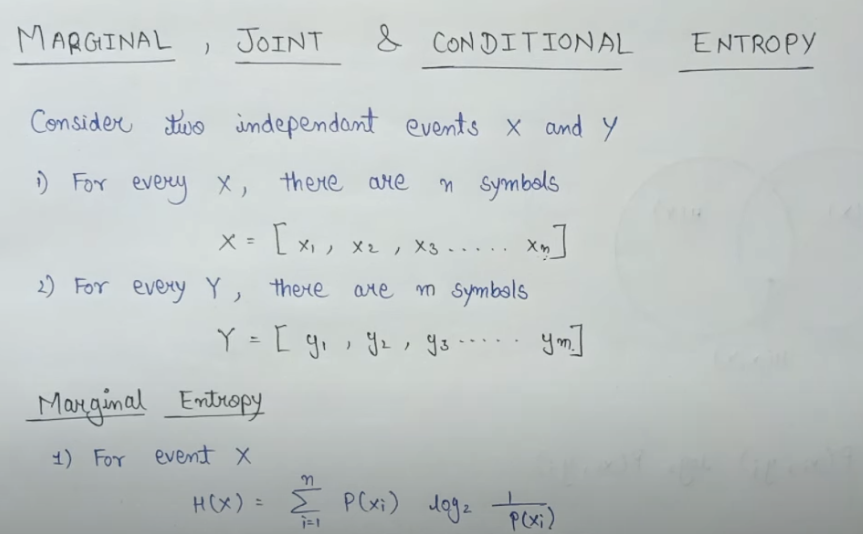 MARGINAL , JOINT & CONDITIONAL ENTROPY
Consider two independant events X and Y
1) For every X, there are n symbols
X = [ x1 , x2 , x3 ..... xn ]
2) For every Y, there are m symbols
Y = [ y1 , y2 , y3 ..... ym ]
Marginal Entropy
1) For event X
H(X) = n Σ i=1 P(xi) log2 1/P(xi)